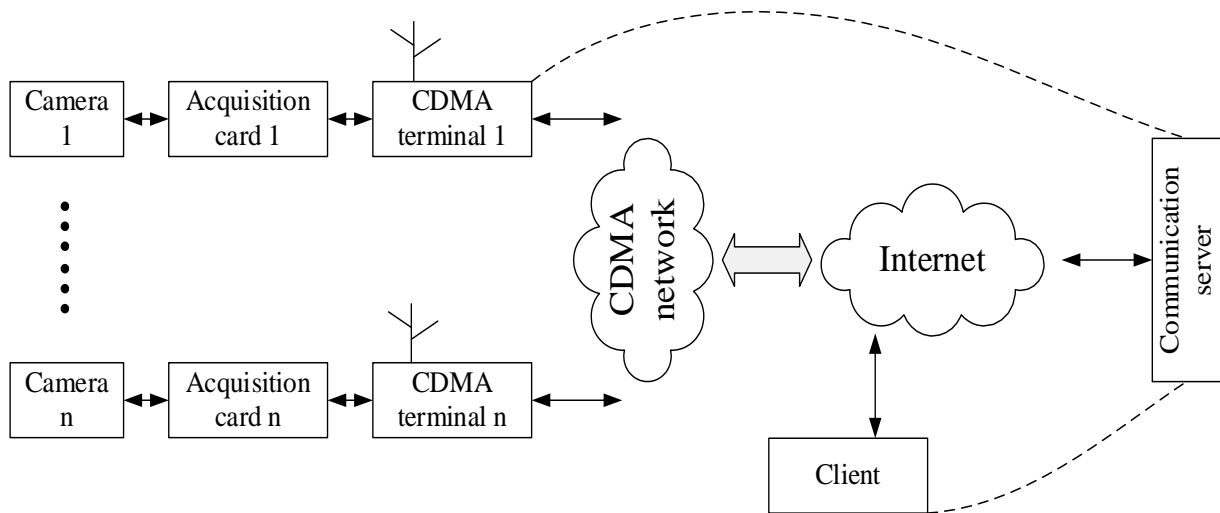 Camera
1
Acquisition
card 1
CDMA
terminal 1
CDMA
network
Internet
Communication
server
Camera
n
Acquisition
card n
CDMA
terminal n
Client